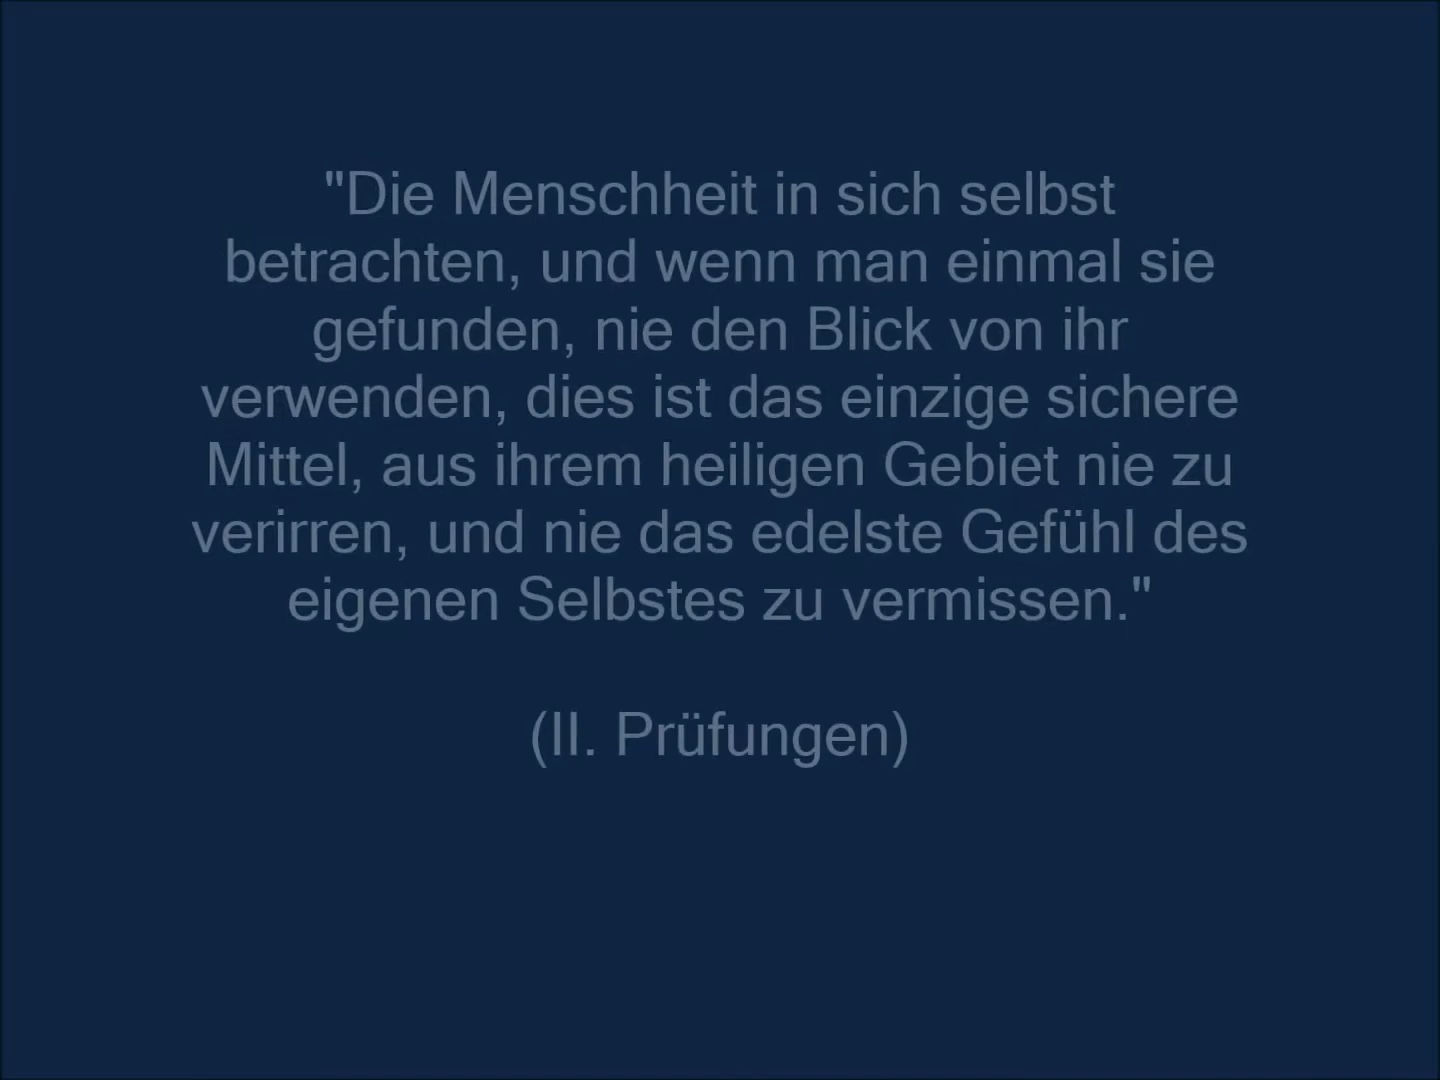 "Die Menschheit in sich selbst
betrachten, und wenn man einmal sie
gefunden, nie den Blick von ihr
verwenden, dies ist das einzige sichere
Mittel, aus ihrem heiligen Gebiet nie zu
verirren, und nie das edelste Gefühl des
eigenen Selbstes zu vermissen."
(II. Prüfungen)